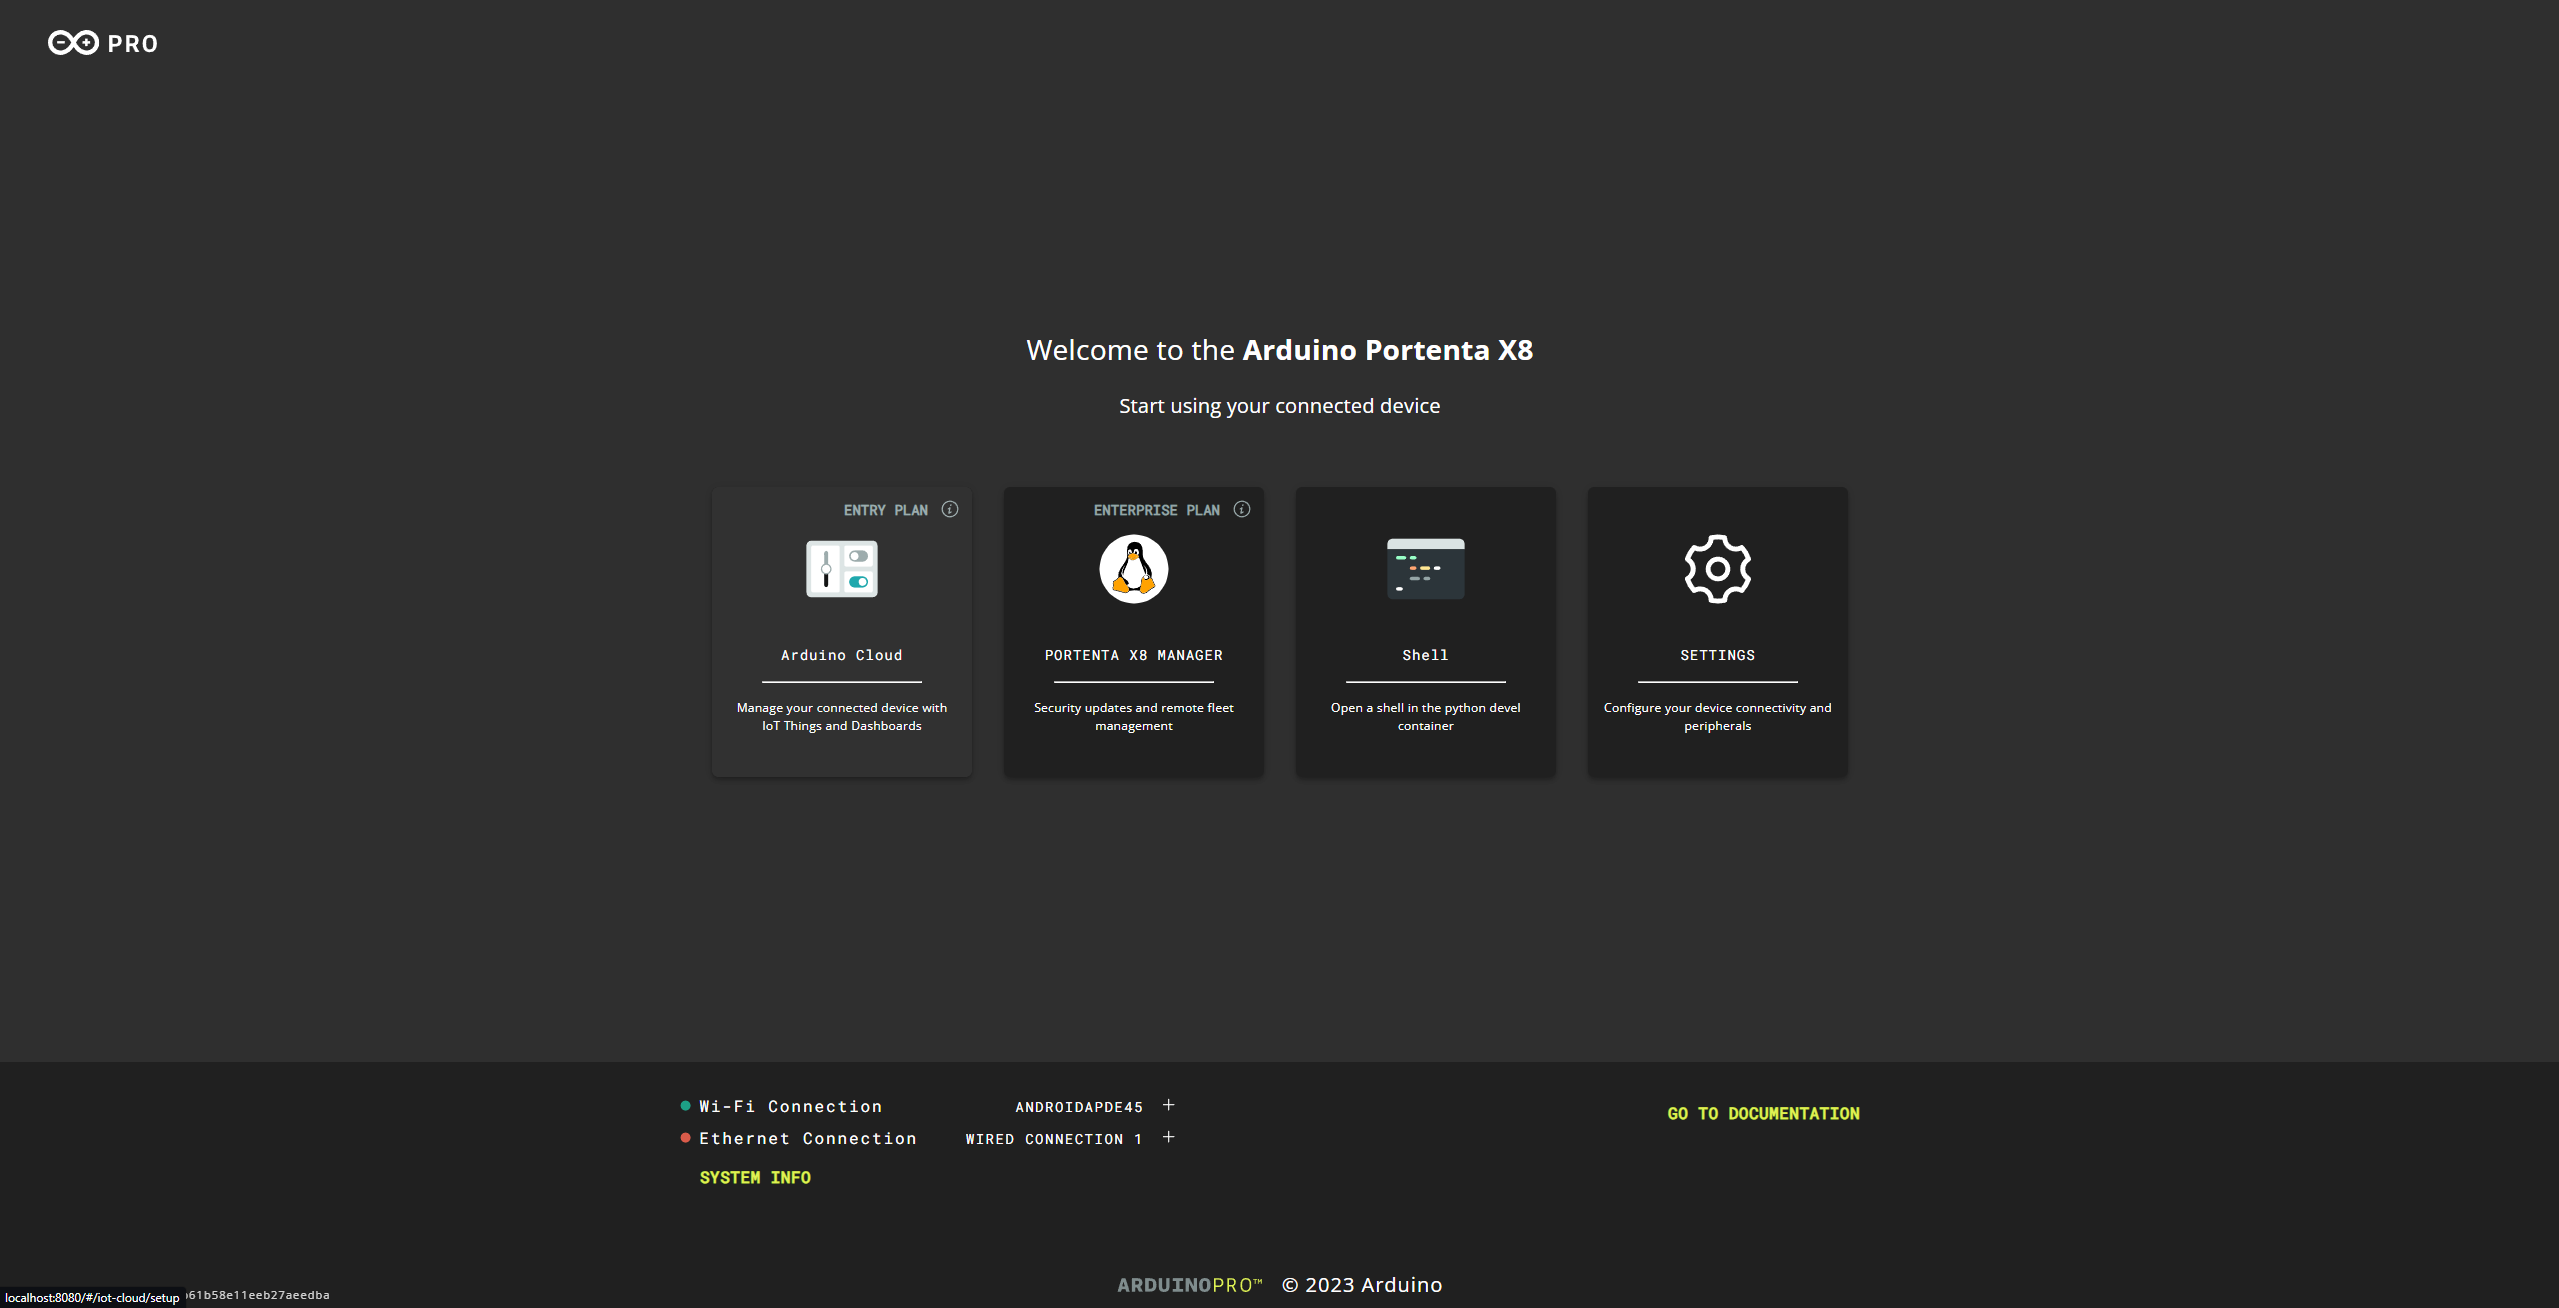 PRO
Welcome to the Arduino Portenta X8
Start using your connected device
ENTRY PLAN
Arduino Cloud
Manage your connected device with
IoT Things and Dashboards
ENTERPRISE PLAN
PORTENTA X8 MANAGER
Security updates and remote fleet
management
Shell
Open a shell in the python devel
container
SETTINGS
Configure your device connectivity and
peripherals
Wi-Fi Connection ANDROIDAPDE45 +
Ethernet Connection WIRED CONNECTION 1 +
SYSTEM INFO
GO TO DOCUMENTATION
ARDUINOPRO™ © 2023 Arduino
localhost:8080/#/iot-cloud/setup
61b58e11eeb27aeedba